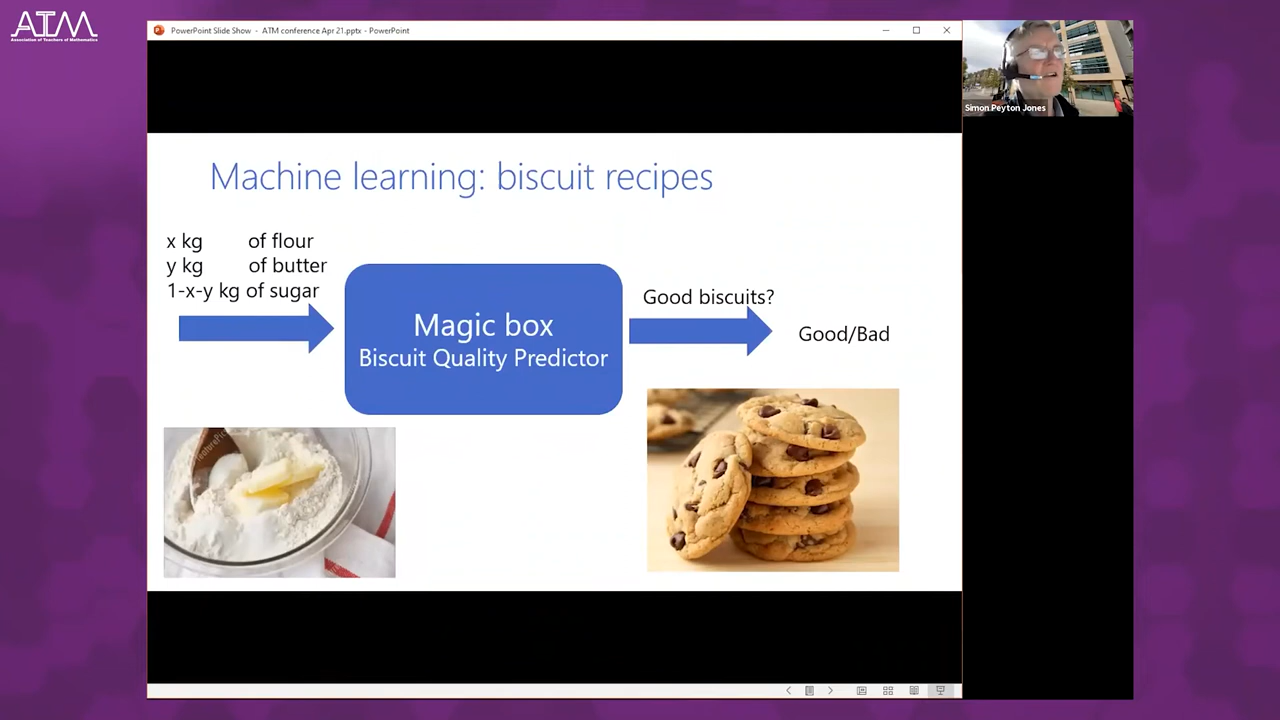 ATM
Association of Teachers of Mathematics
PowerPoint Slide Show - ATM conference Apr 21.pptx - PowerPoint
Simon Peyton Jones
Machine learning: biscuit recipes
x kg of flour
y kg of butter
1-x-y kg of sugar
Magic box
Biscuit Quality Predictor
Good biscuits?
Good/Bad